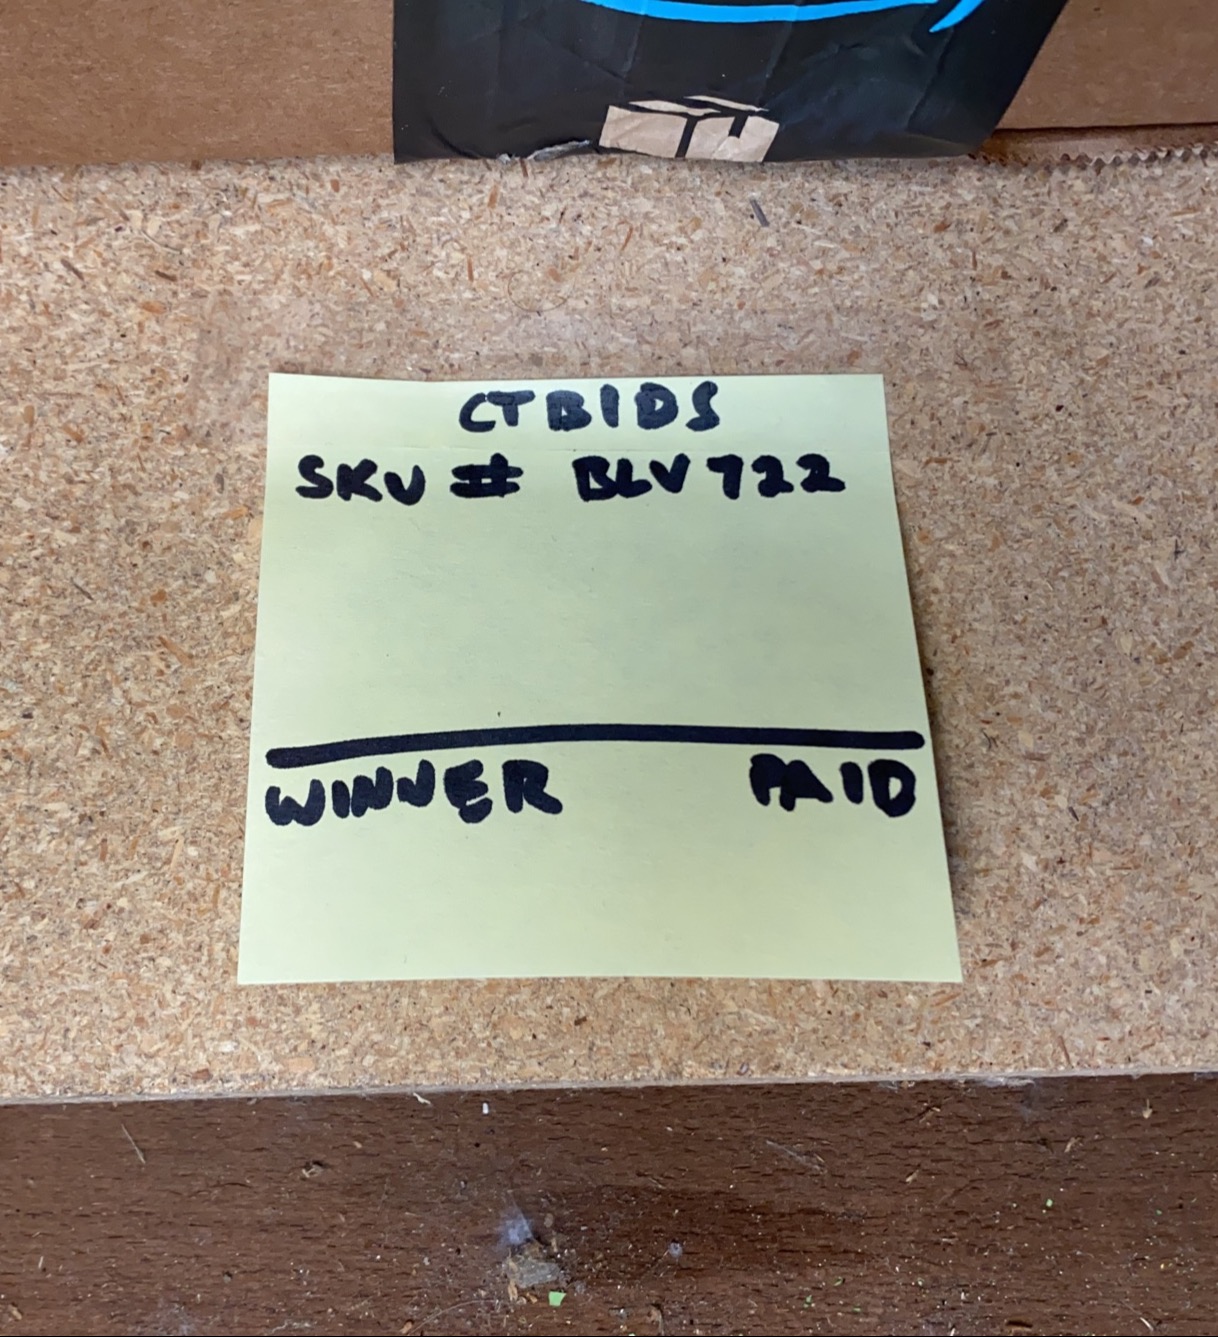 CTBIDS
SKU # BLV722
WINNER PAID